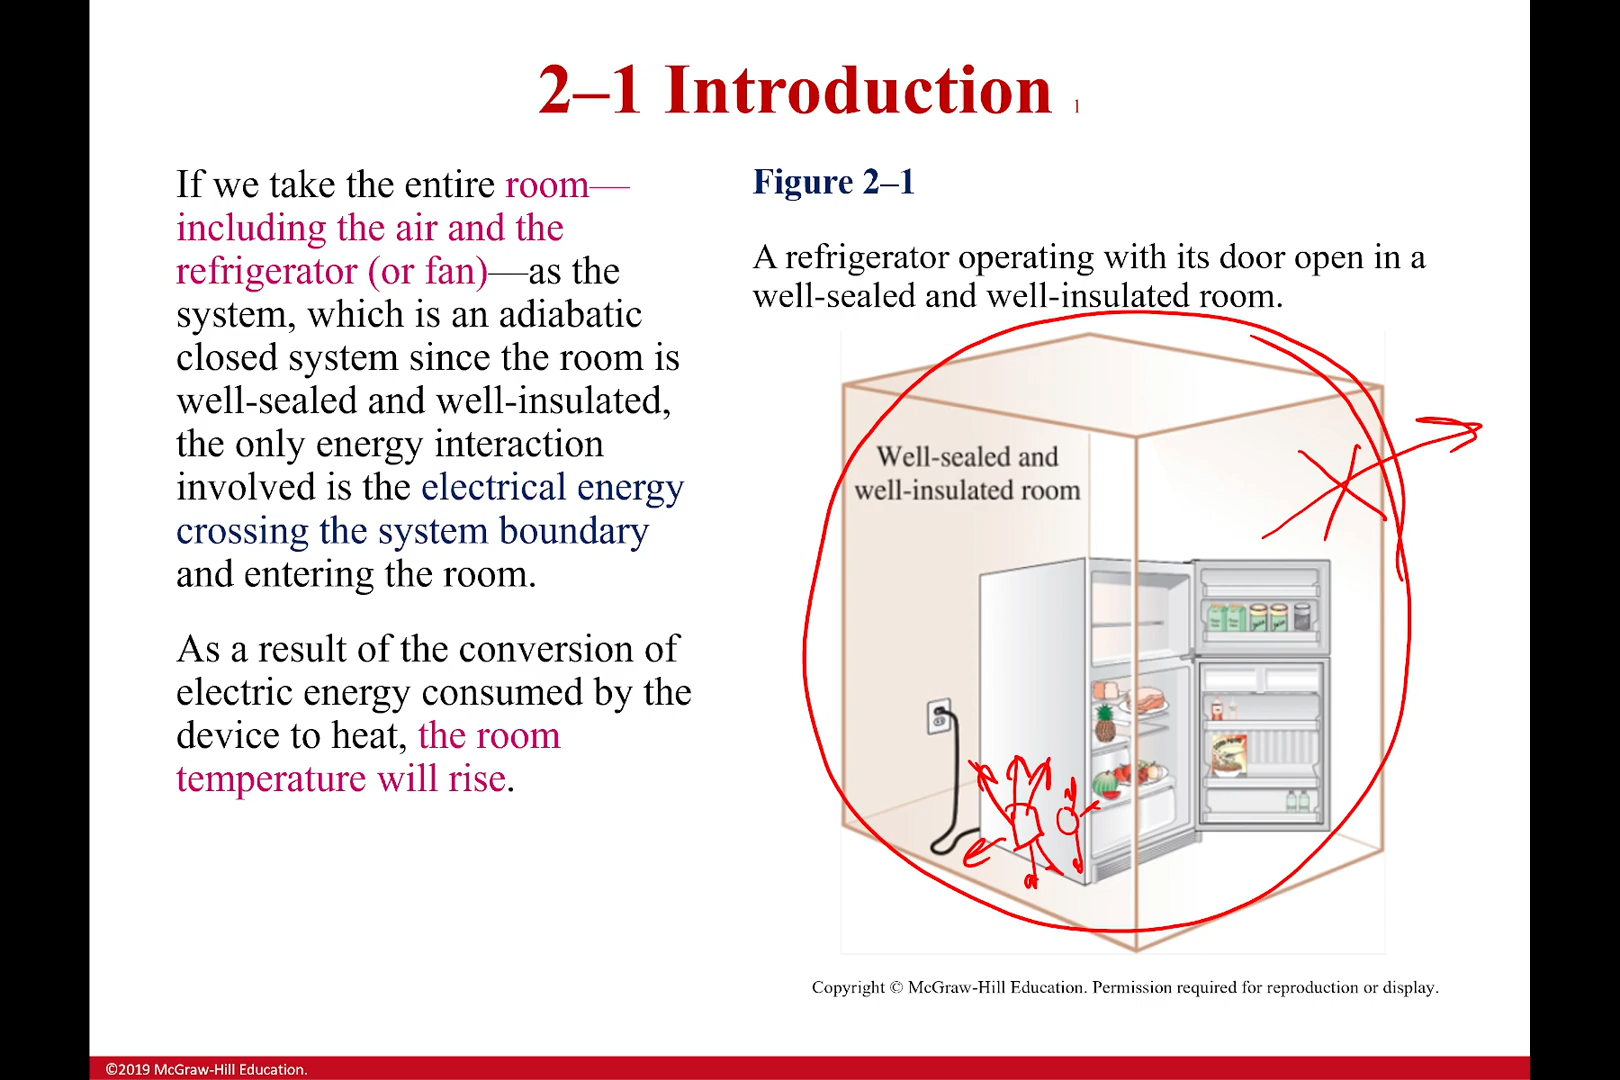 2–1 Introduction 1
If we take the entire room—
including the air and the
refrigerator (or fan)—as the
system, which is an adiabatic
closed system since the room is
well-sealed and well-insulated,
the only energy interaction
involved is the electrical energy
crossing the system boundary
and entering the room.
As a result of the conversion of
electric energy consumed by the
device to heat, the room
temperature will rise.
Figure 2–1
A refrigerator operating with its door open in a
well-sealed and well-insulated room.
Well-sealed and
well-insulated room
Copyright © McGraw-Hill Education. Permission required for reproduction or display.
©2019 McGraw-Hill Education.